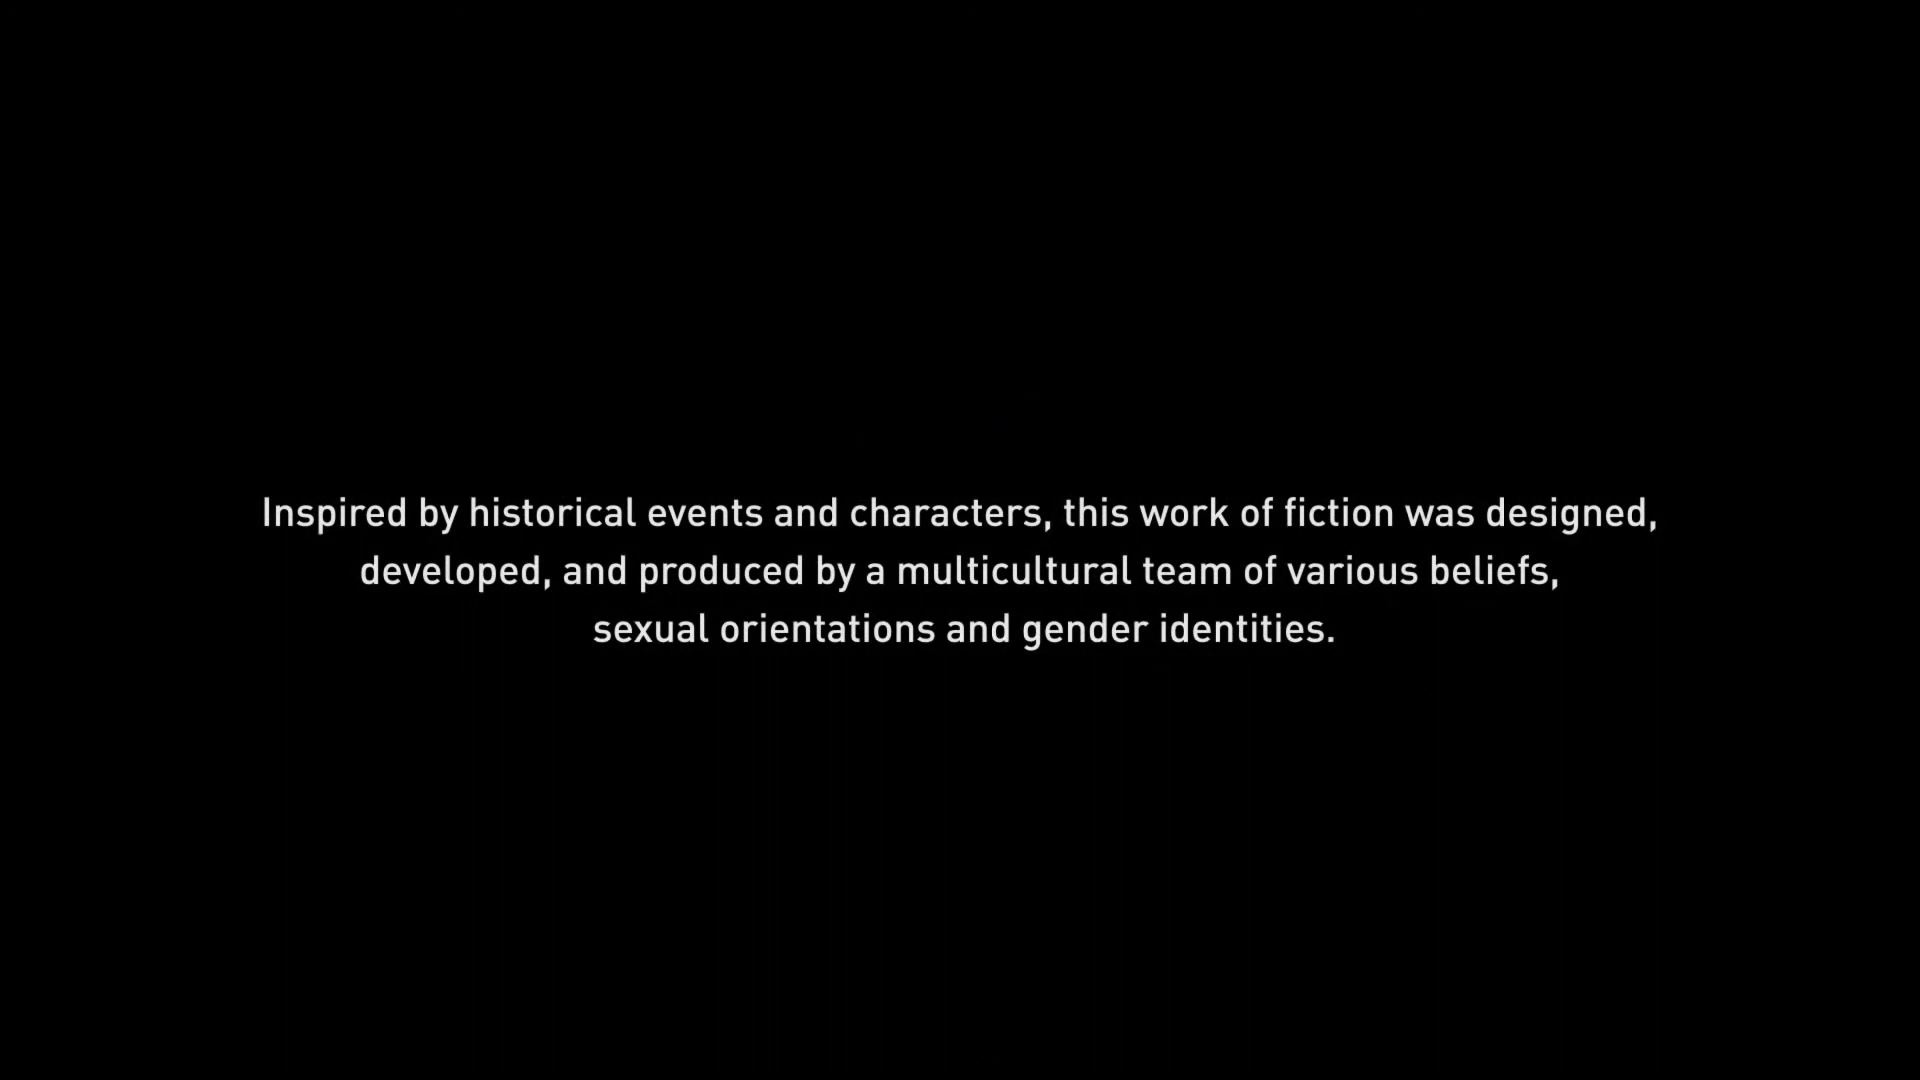 Inspired by historical events and characters, this work of fiction was designed,
developed, and produced by a multicultural team of various beliefs,
sexual orientations and gender identities.